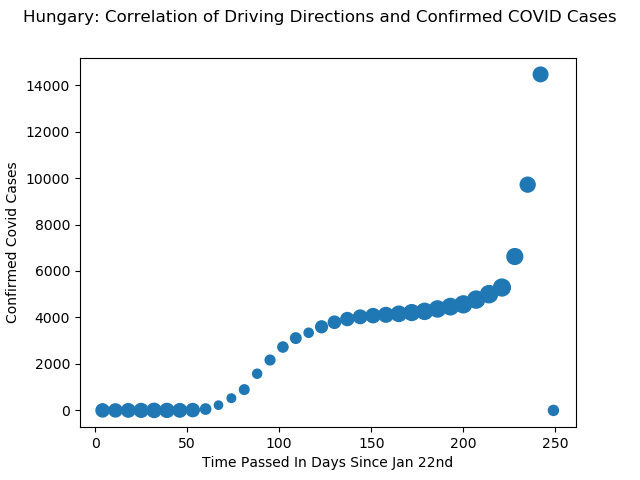 Hungary: Correlation of Driving Directions and Confirmed COVID Cases
14000
12000
10000
8000
6000
4000
2000
0
Confirmed Covid Cases
0 50 100 150 200 250
Time Passed In Days Since Jan 22nd